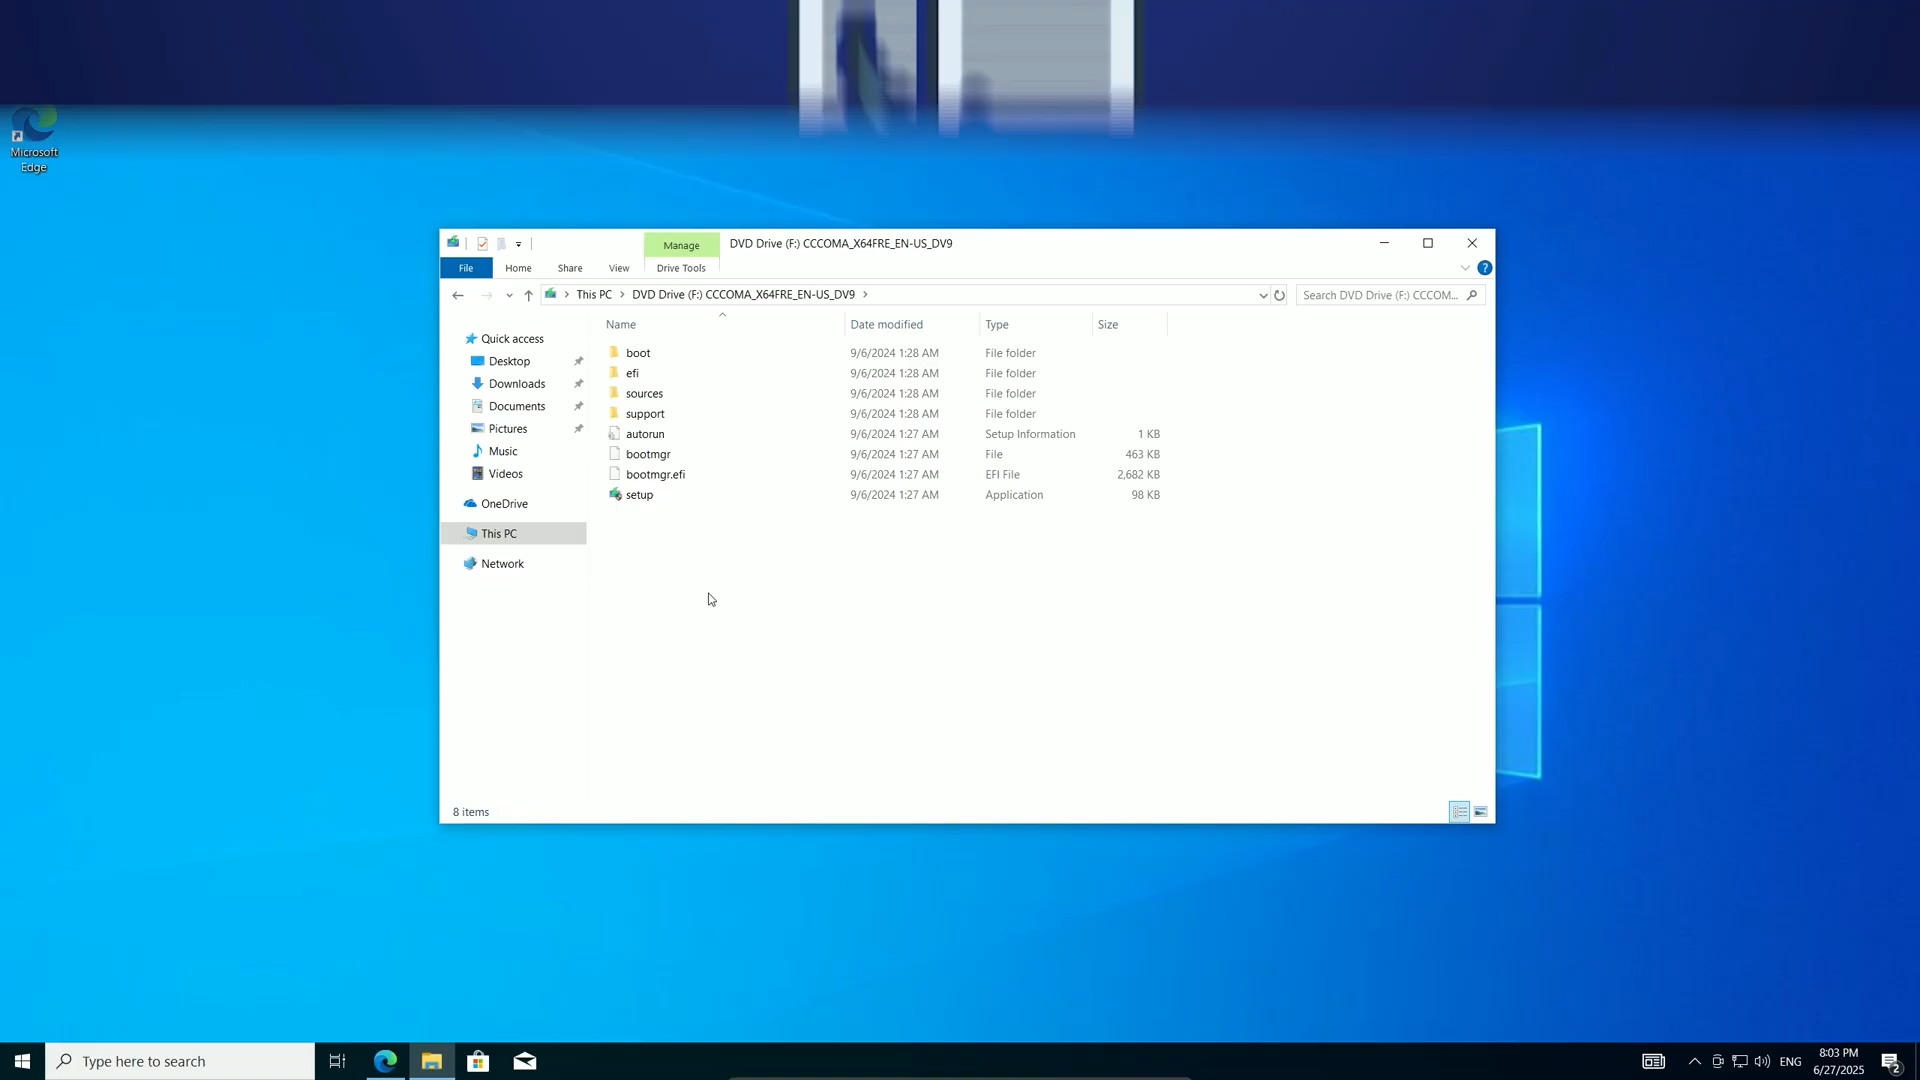 Microsoft
Edge
Manage
DVD Drive (F:) CCCOMA_X64FRE_EN-US_DV9
File
Home
Share
View
Drive Tools
?
This PC
DVD Drive (F:) CCCOMA_X64FRE_EN-US_DV9
Search DVD Drive (F:) CCCOM...
Quick access
Desktop
Downloads
Documents
Pictures
Music
Videos
OneDrive
This PC
Network
Name Date modified Type Size
boot 9/6/2024 1:28 AM File folder
efi 9/6/2024 1:28 AM File folder
sources 9/6/2024 1:28 AM File folder
support 9/6/2024 1:28 AM File folder
autorun 9/6/2024 1:27 AM Setup Information 1 KB
bootmgr 9/6/2024 1:27 AM File 463 KB
bootmgr.efi 9/6/2024 1:27 AM EFI File 2,682 KB
setup 9/6/2024 1:27 AM Application 98 KB
8 items
Type here to search
ENG
8:03 PM
6/27/2025
2